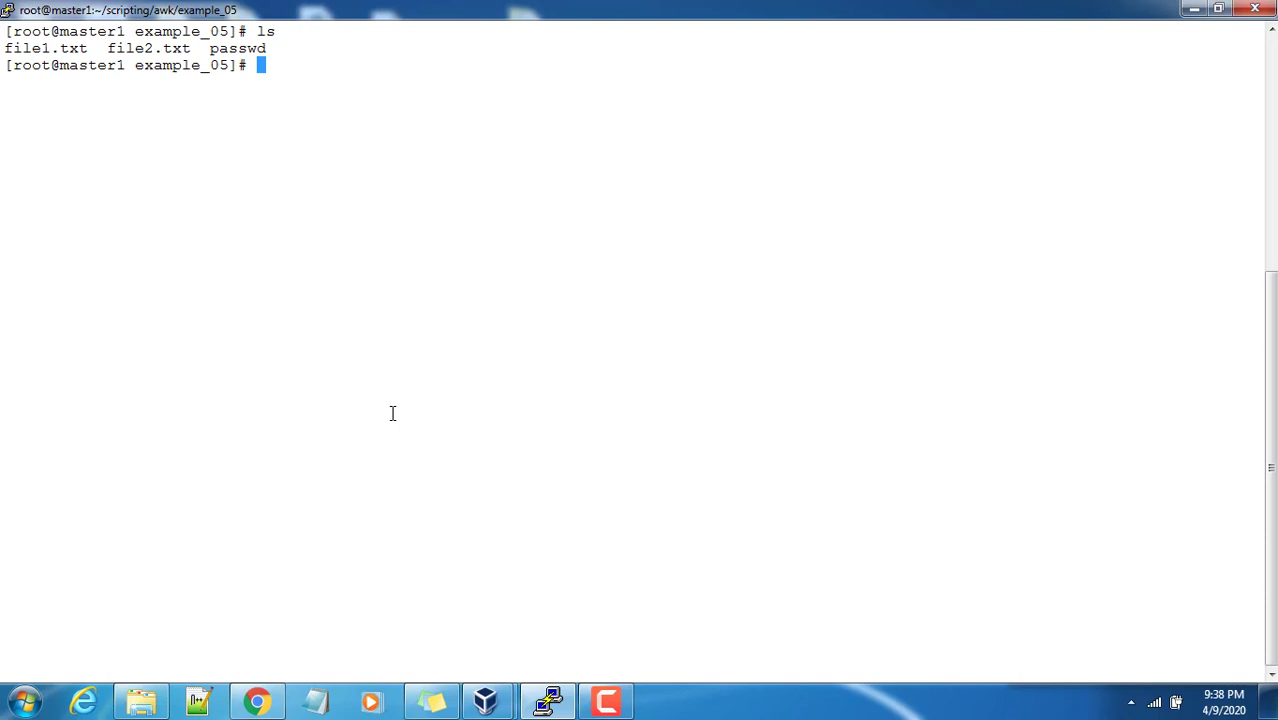 root@master1:~/scripting/awk/example_05
[root@master1 example_05]# ls
file1.txt  file2.txt  passwd
[root@master1 example_05]#
9:38 PM
4/9/2020